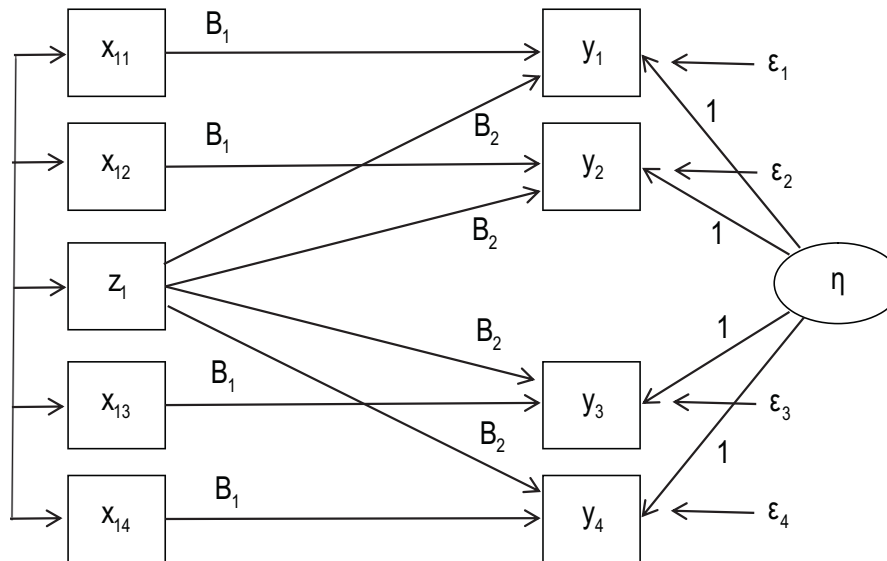 x₁₁ B₁ y₁ ε₁
B₂ 1
x₁₂ B₁ y₂ ε₂
B₂ 1
z₁ η
B₂ 1
x₁₃ B₁ y₃ ε₃
B₂ 1
x₁₄ B₁ y₄ ε₄